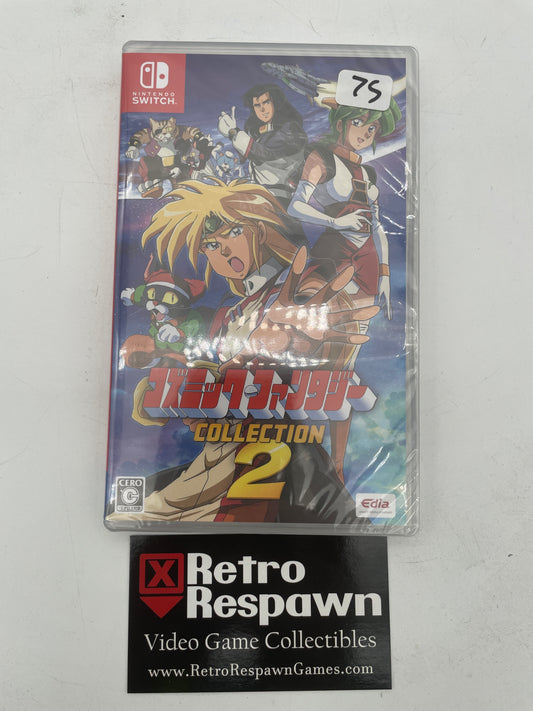 NINTENDO
SWITCH
75
コズミック・ファンタジー
COLLECTION
2
CERO
C
Edia
Retro
Respawn
Video Game Collectibles
www.RetroRespawnGames.com